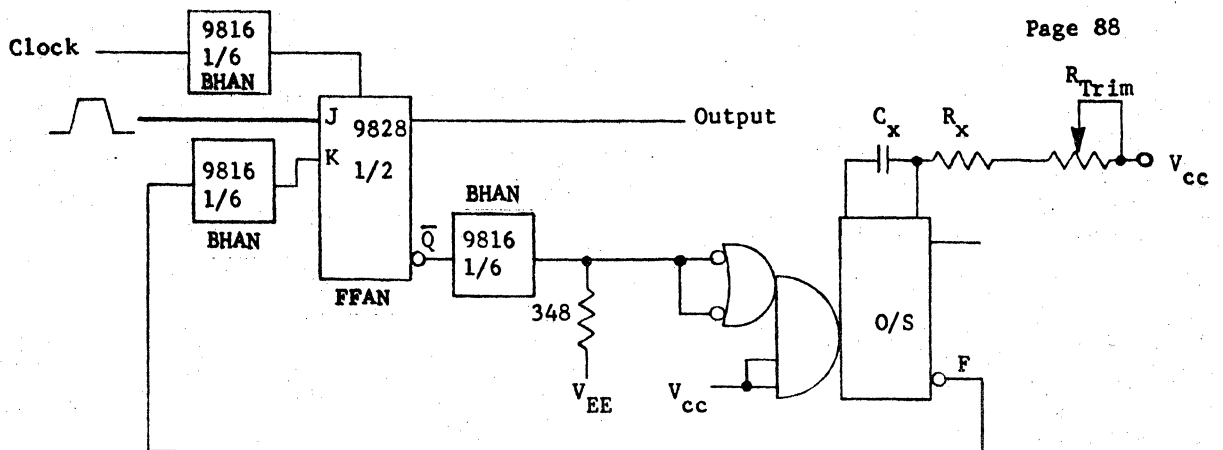 Page 88
Clock
9816
1/6
BHAN
R Trim
J
9828
Output
C x
R x
K
1/2
V cc
9816
1/6
BHAN
Q̅
BHAN
9816
1/6
FFAN
348
V EE
V cc
O/S
F